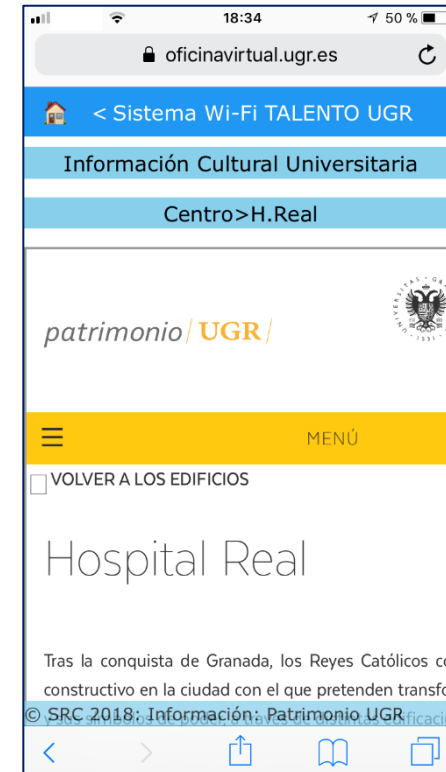 18:34
50 %
oficinavirtual.ugr.es
< Sistema Wi-Fi TALENTO UGR
Información Cultural Universitaria
Centro>H.Real
patrimonio/UGR/
MENÚ
VOLVER A LOS EDIFICIOS
Hospital Real
Tras la conquista de Granada, los Reyes Católicos
constructivo en la ciudad con el que pretenden
© SRC 2018: Información: Patrimonio UGR